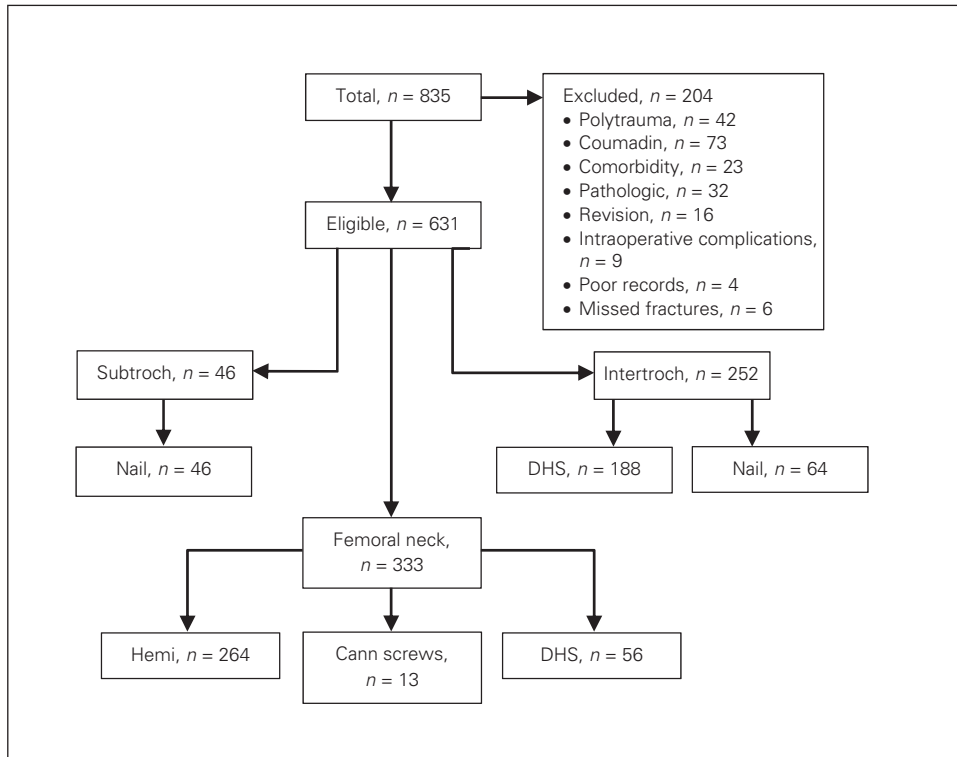 Total, n = 835
Excluded, n = 204
• Polytrauma, n = 42
• Coumadin, n = 73
• Comorbidity, n = 23
• Pathologic, n = 32
• Revision, n = 16
• Intraoperative complications,
n = 9
• Poor records, n = 4
• Missed fractures, n = 6
Eligible, n = 631
Subtroch, n = 46
Intertroch, n = 252
Nail, n = 46
DHS, n = 188
Nail, n = 64
Femoral neck,
n = 333
Hemi, n = 264
Cann screws,
n = 13
DHS, n = 56